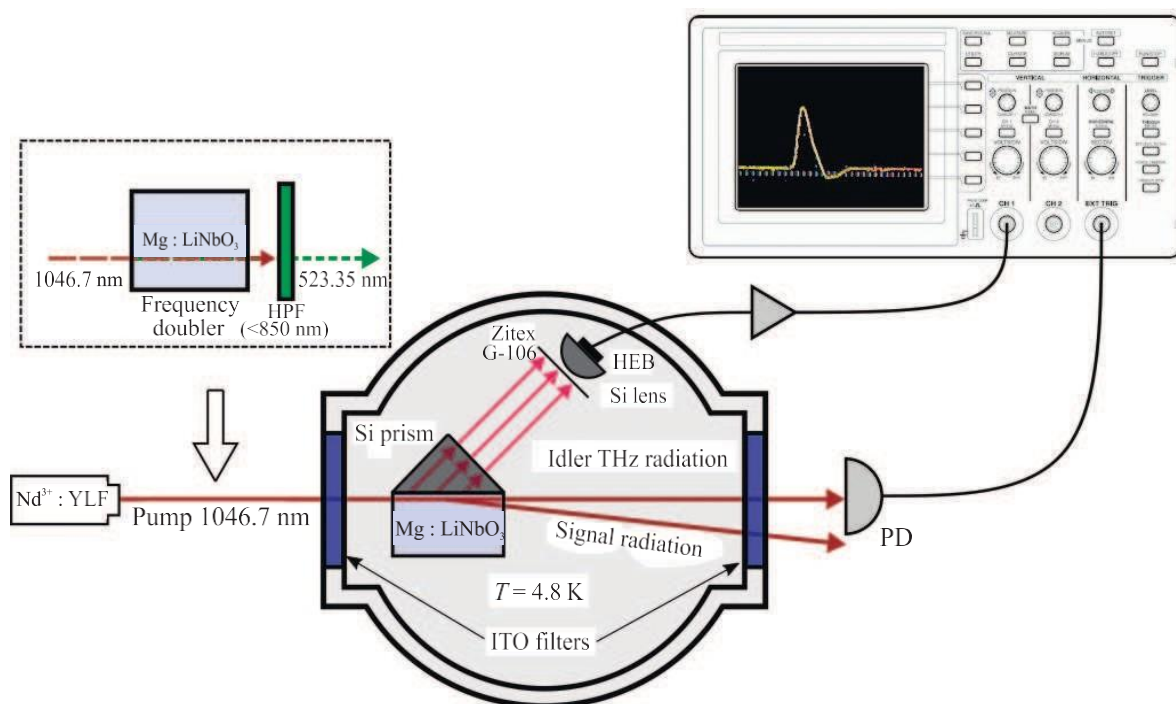 VERTICAL
HORIZONTAL
TRIGGER
CH 1
CH 2
EXT TRIG
Mg : LiNbO₃
1046.7 nm
523.35 nm
Frequency
doubler
HPF
(<850 nm)
Zitex
G-106
HEB
Si lens
Si prism
Idler THz radiation
Nd³⁺ : YLF
Pump 1046.7 nm
Mg : LiNbO₃
Signal radiation
PD
T = 4.8 K
ITO filters